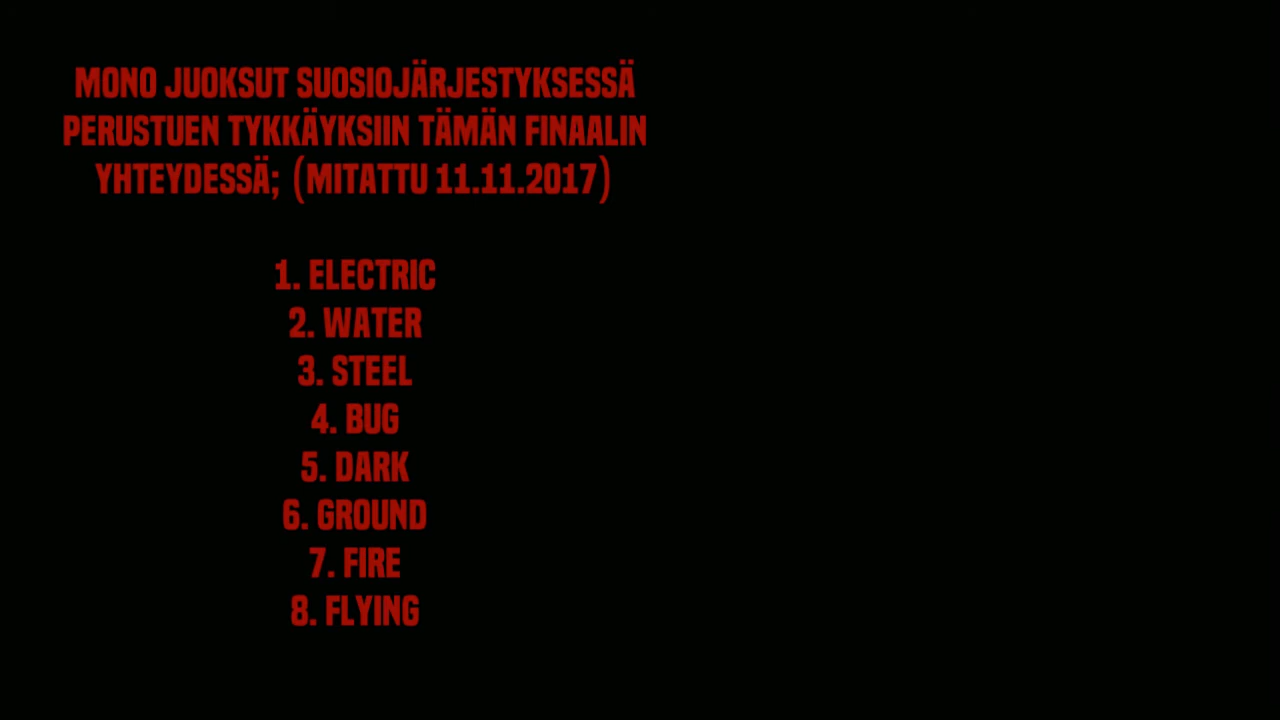 MONO JUOKSUT SUOSIOJÄRJESTYKSESSÄ
PERUSTUEN TYKKÄYKSIIN TÄMÄN FINAALIN
YHTEYDESSÄ; (MITATTU 11.11.2017)
1. ELECTRIC
2. WATER
3. STEEL
4. BUG
5. DARK
6. GROUND
7. FIRE
8. FLYING